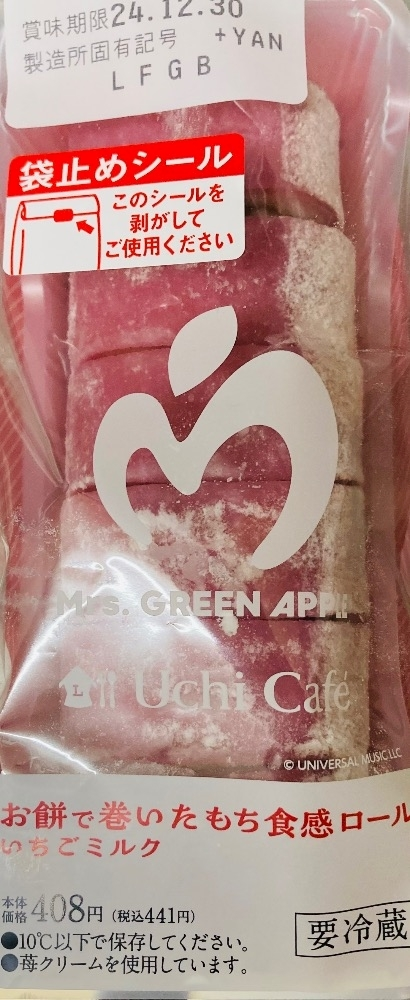 賞味期限24.12.30
製造所固有記号 +YAN
LFGB
袋止めシール
このシールを
剥がして
ご使用ください
Mrs. GREEN APPL
Uchi Café
© UNIVERSAL MUSIC LLC
お餅で巻いたもち食感ロール
いちごミルク
本体価格408円(税込441円)
●10℃以下で保存してください。
●苺クリームを使用しています。
要冷蔵